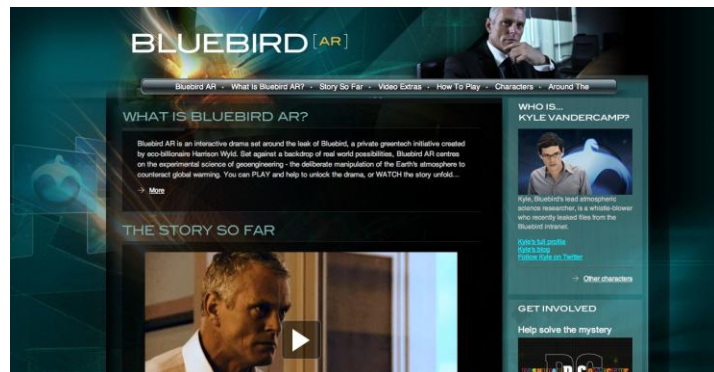 BLUEBIRD [AR]
Bluebird AR - What Is Bluebird AR? - Story So Far - Video Extras - How To Play - Characters - Around The
WHAT IS BLUEBIRD AR?
Bluebird AR is an interactive drama set around the leak of Bluebird, a private greentech initiative created
by eco-billionaire Harrison Wyld. Set against a backdrop of real world possibilities, Bluebird AR centres
on the experimental science of geoengineering - the deliberate manipulation of the Earth's atmosphere to
counteract global warming. You can PLAY and help to unlock the drama, or WATCH the story unfold...
→ More
THE STORY SO FAR
WHO IS...
KYLE VANDERCAMP?
Kyle, Bluebird's lead atmospheric
science researcher, is a whistle-blower
who recently leaked files from the
Bluebird Intranet.
Kyle's full profile
Kyle's blog
Follow Kyle on Twitter
→ Other characters
GET INVOLVED
Help solve the mystery